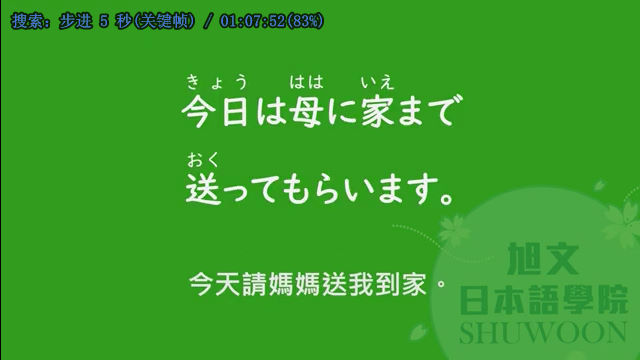 搜索: 步进 5 秒(关键帧) / 01:07:52(83%)
きょう はは いえ
今日は母に家まで
おく
送ってもらいます。
今天請媽媽送我到家。
旭文
日本語學院
SHUWOON